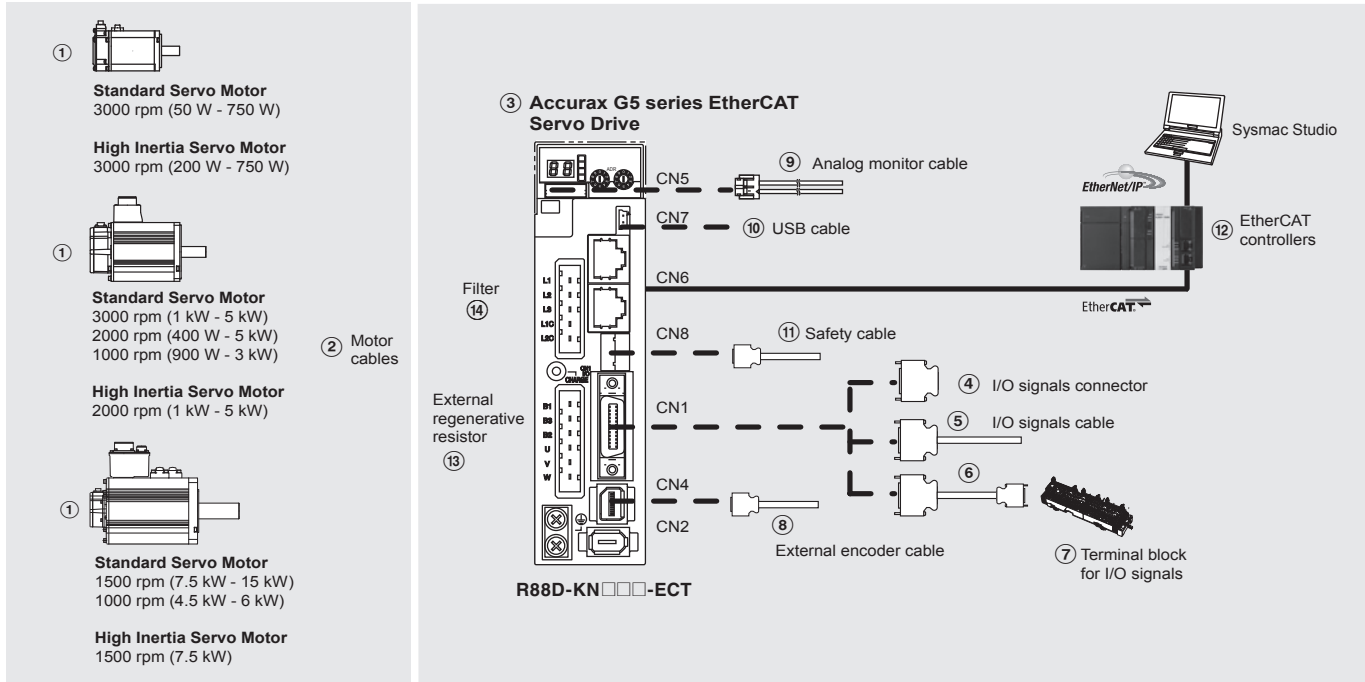 ①
Standard Servo Motor
3000 rpm (50 W - 750 W)
High Inertia Servo Motor
3000 rpm (200 W - 750 W)
①
Standard Servo Motor
3000 rpm (1 kW - 5 kW)
2000 rpm (400 W - 5 kW)
1000 rpm (900 W - 3 kW)
High Inertia Servo Motor
2000 rpm (1 kW - 5 kW)
①
Standard Servo Motor
1500 rpm (7.5 kW - 15 kW)
1000 rpm (4.5 kW - 6 kW)
High Inertia Servo Motor
1500 rpm (7.5 kW)
② Motor
cables
③ Accurax G5 series EtherCAT
Servo Drive
ADR
CN5
⑨ Analog monitor cable
CN7
⑩ USB cable
CN6
Filter
⑭
L1
L2
L3
L1C
L2C
CN8
⑪ Safety cable
CN1
I/O
CHARGE
External
regenerative
resistor
⑬
B1
B3
B2
U
V
W
CN1
④ I/O signals connector
⑤ I/O signals cable
⑥
⑦ Terminal block
for I/O signals
CN4
⑧
External encoder cable
CN2
R88D-KN□□□-ECT
Sysmac Studio
EtherNet/IP
⑫ EtherCAT
controllers
EtherCAT